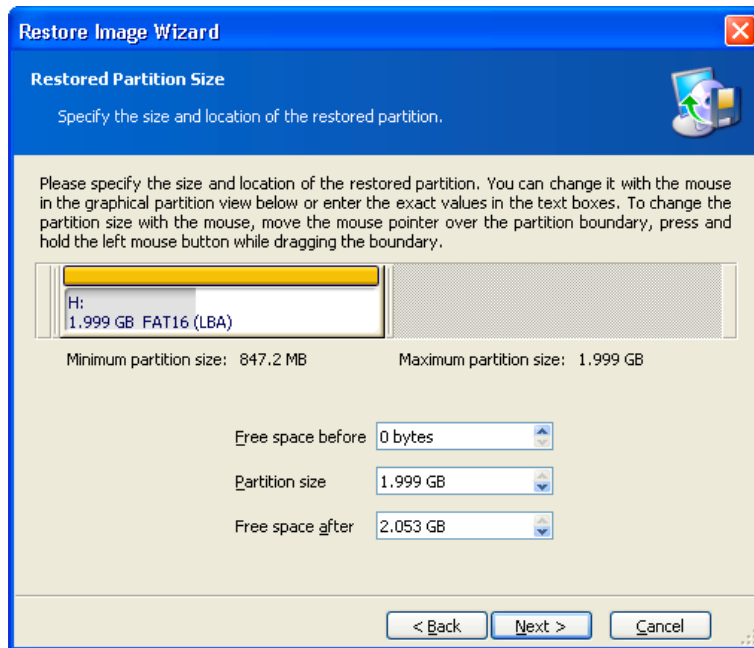 Restore Image Wizard
Restored Partition Size
Specify the size and location of the restored partition.
Please specify the size and location of the restored partition. You can change it with the mouse
in the graphical partition view below or enter the exact values in the text boxes. To change the
partition size with the mouse, move the mouse pointer over the partition boundary, press and
hold the left mouse button while dragging the boundary.
H:
1.999 GB FAT16 (LBA)
Minimum partition size: 847.2 MB Maximum partition size: 1.999 GB
Free space before 0 bytes
Partition size 1.999 GB
Free space after 2.053 GB
< Back Next > Cancel